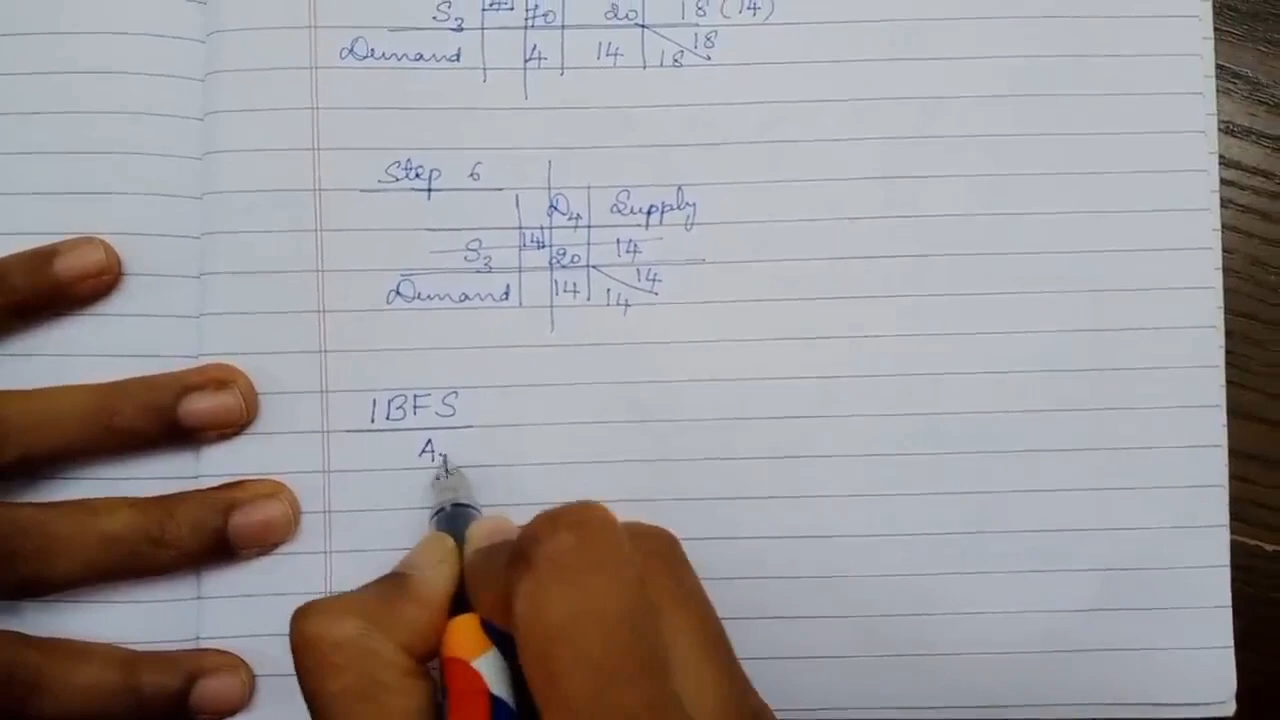 S3 4 70 20 18 (14)
Demand 4 14 18 18
Step 6
D4 Supply
S3 14 20 14
Demand 14 14 14
IBFS
A